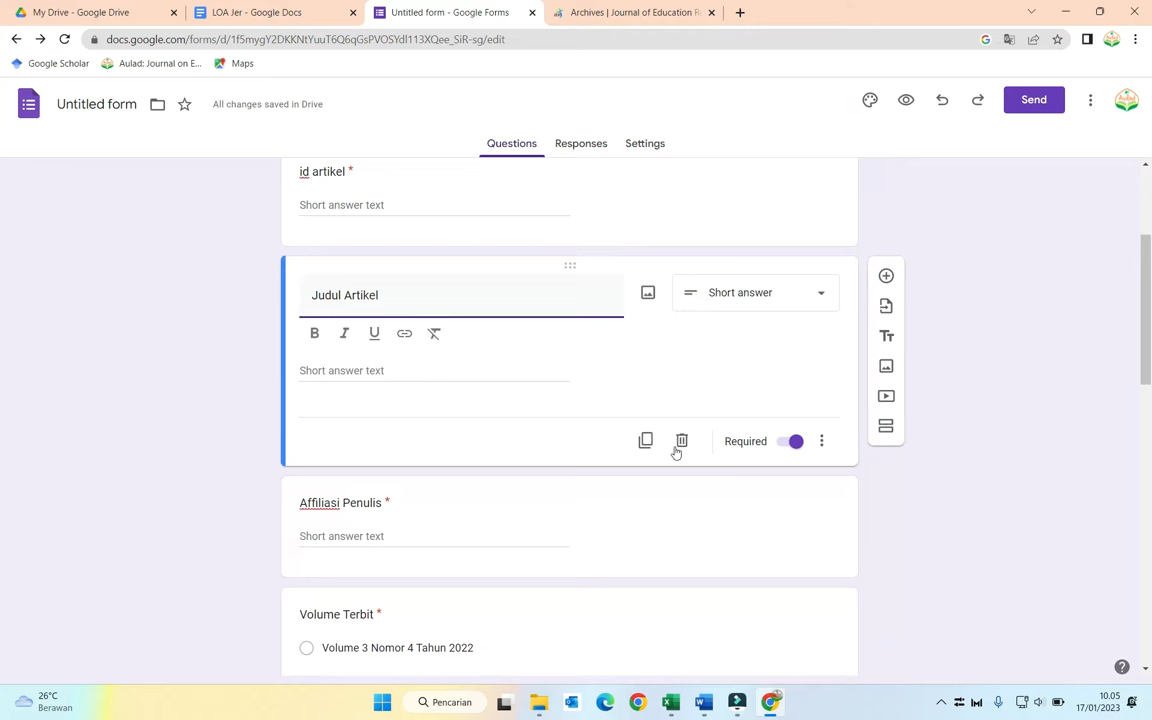 My Drive - Google Drive
LOA Jer - Google Docs
Untitled form - Google Forms
Archives | Journal of Education R
docs.google.com/forms/d/1f5mygY2DKKNtYuuT6Q6qGsPVOSYdl113XQee_SiR-sg/edit
Google Scholar
Aulad: Journal on E...
Maps
Untitled form
All changes saved in Drive
Send
Questions
Responses
Settings
id artikel *
Short answer text
Judul Artikel
Short answer
B I U
Short answer text
Required
Affiliasi Penulis *
Short answer text
Volume Terbit *
Volume 3 Nomor 4 Tahun 2022
26°C
Berawan
Pencarian
10.05
17/01/2023